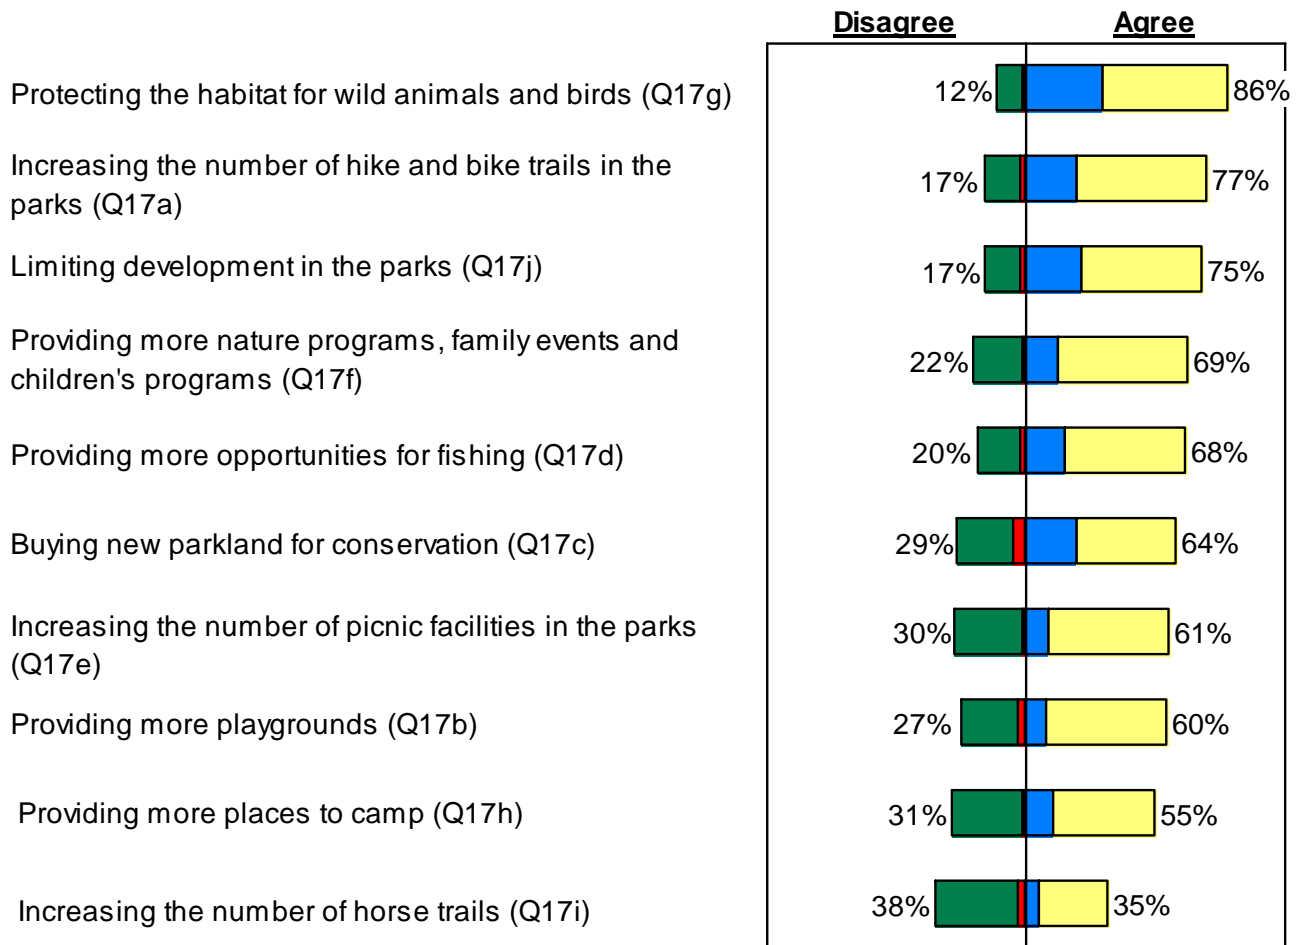 Disagree Agree
Protecting the habitat for wild animals and birds (Q17g) 12% 86%
Increasing the number of hike and bike trails in the
parks (Q17a) 17% 77%
Limiting development in the parks (Q17j) 17% 75%
Providing more nature programs, family events and
children's programs (Q17f) 22% 69%
Providing more opportunities for fishing (Q17d) 20% 68%
Buying new parkland for conservation (Q17c) 29% 64%
Increasing the number of picnic facilities in the parks
(Q17e) 30% 61%
Providing more playgrounds (Q17b) 27% 60%
Providing more places to camp (Q17h) 31% 55%
Increasing the number of horse trails (Q17i) 38% 35%